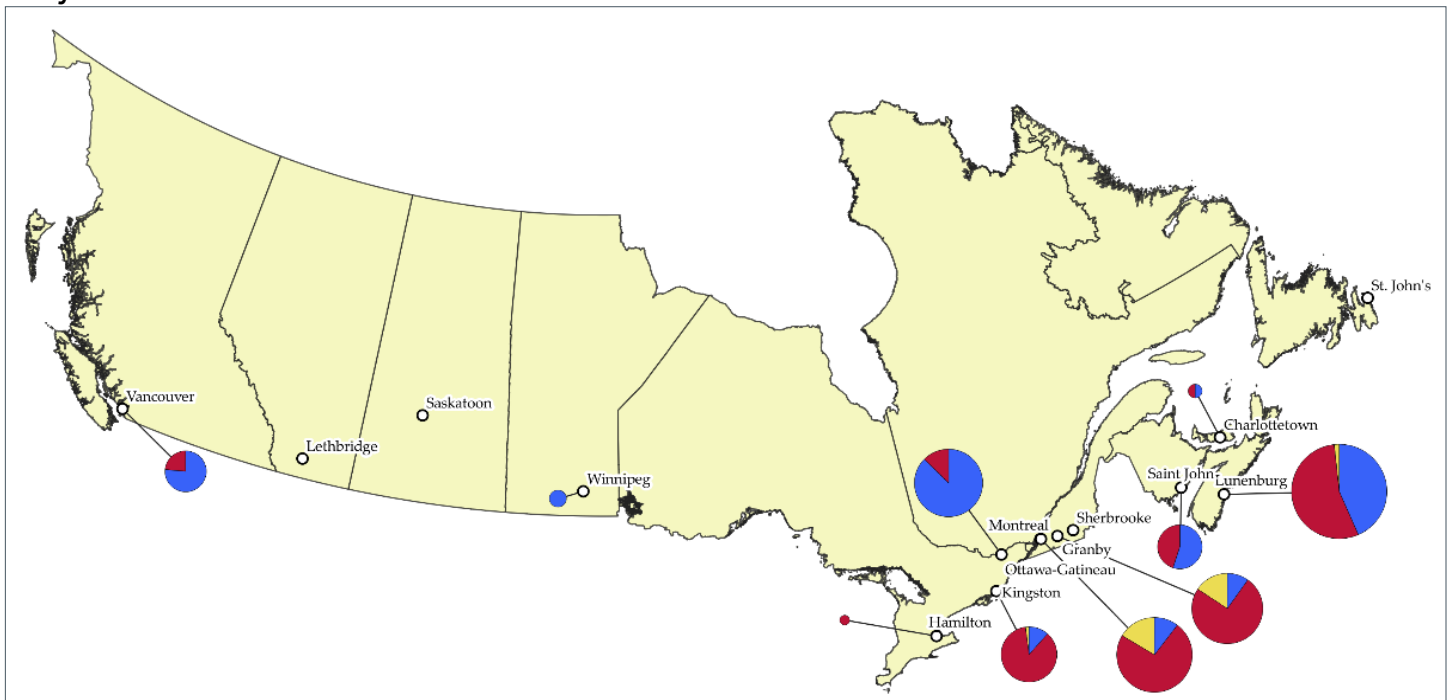 St. John's
Vancouver
Saskatoon
Charlottetown
Lethbridge
Saint John
Winnipeg
Lunenburg
Montreal
Sherbrooke
Granby
Ottawa-Gatineau
Kingston
Hamilton